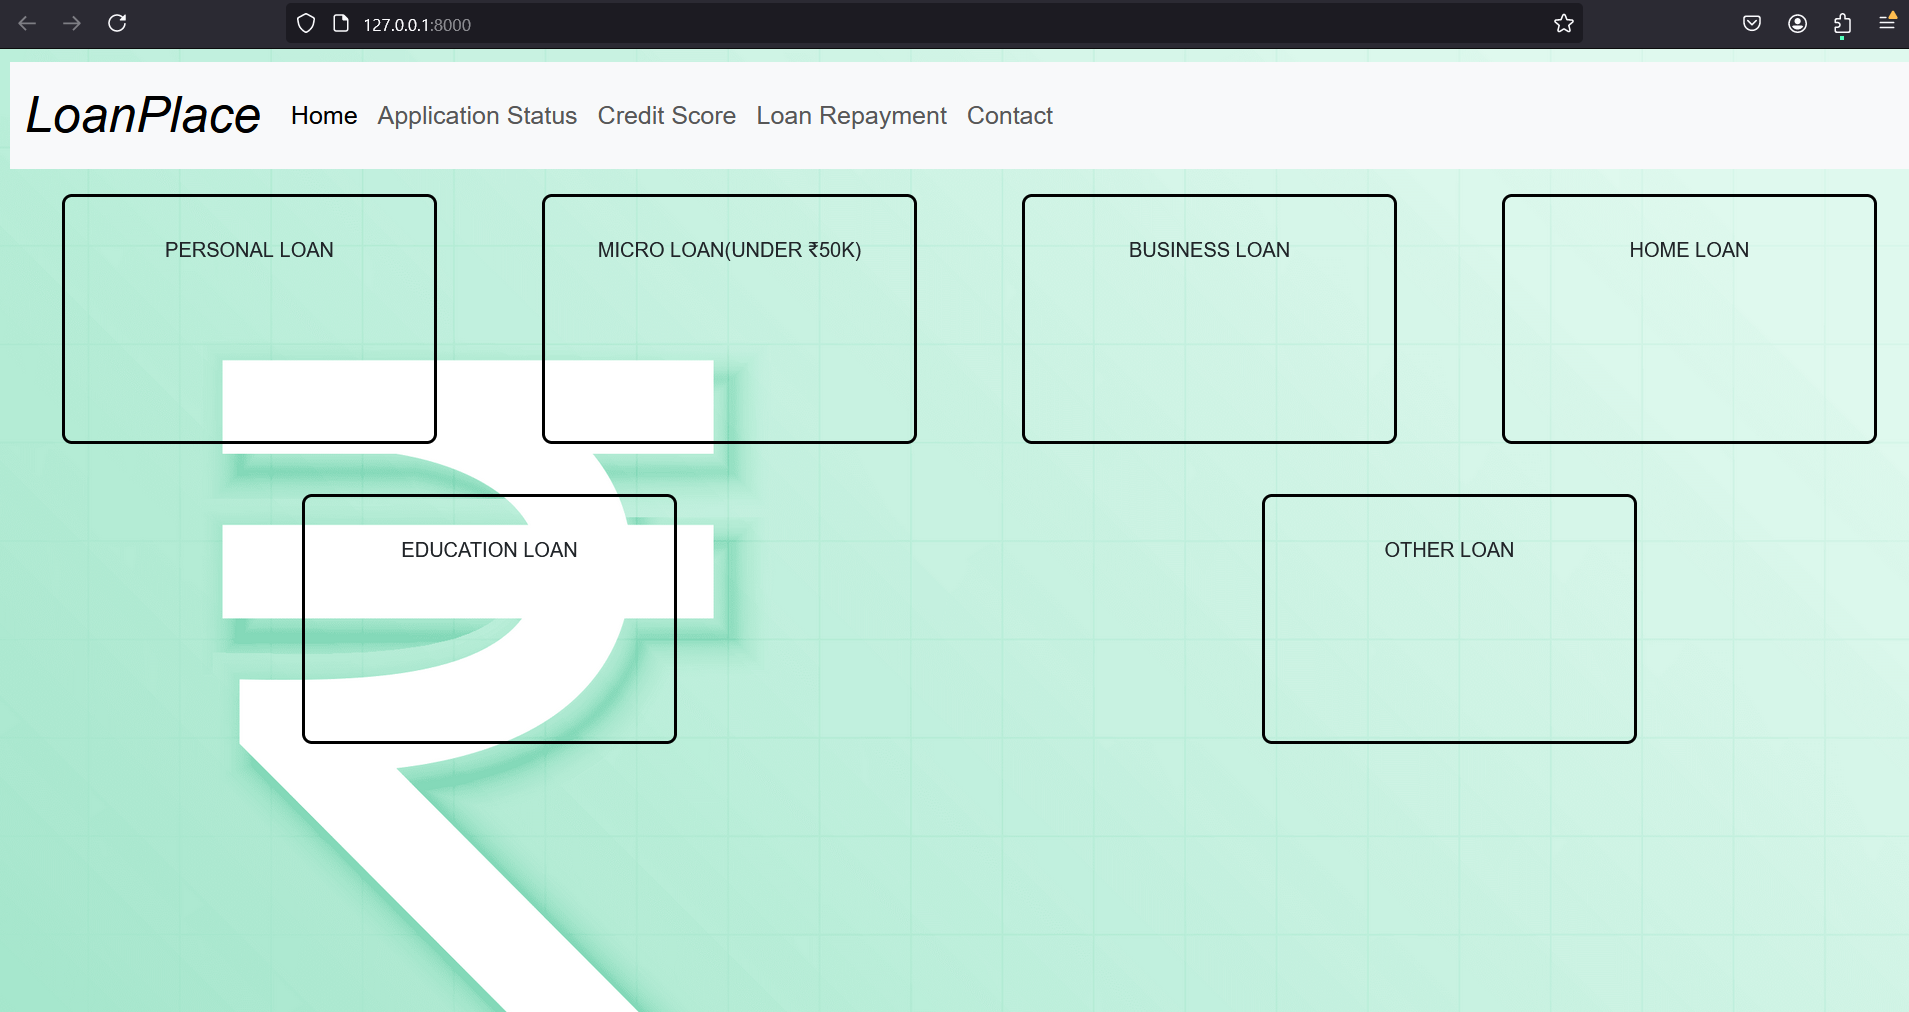 127.0.0.1:8000
LoanPlace Home Application Status Credit Score Loan Repayment Contact
PERSONAL LOAN MICRO LOAN(UNDER ₹50K) BUSINESS LOAN HOME LOAN
EDUCATION LOAN OTHER LOAN
₹